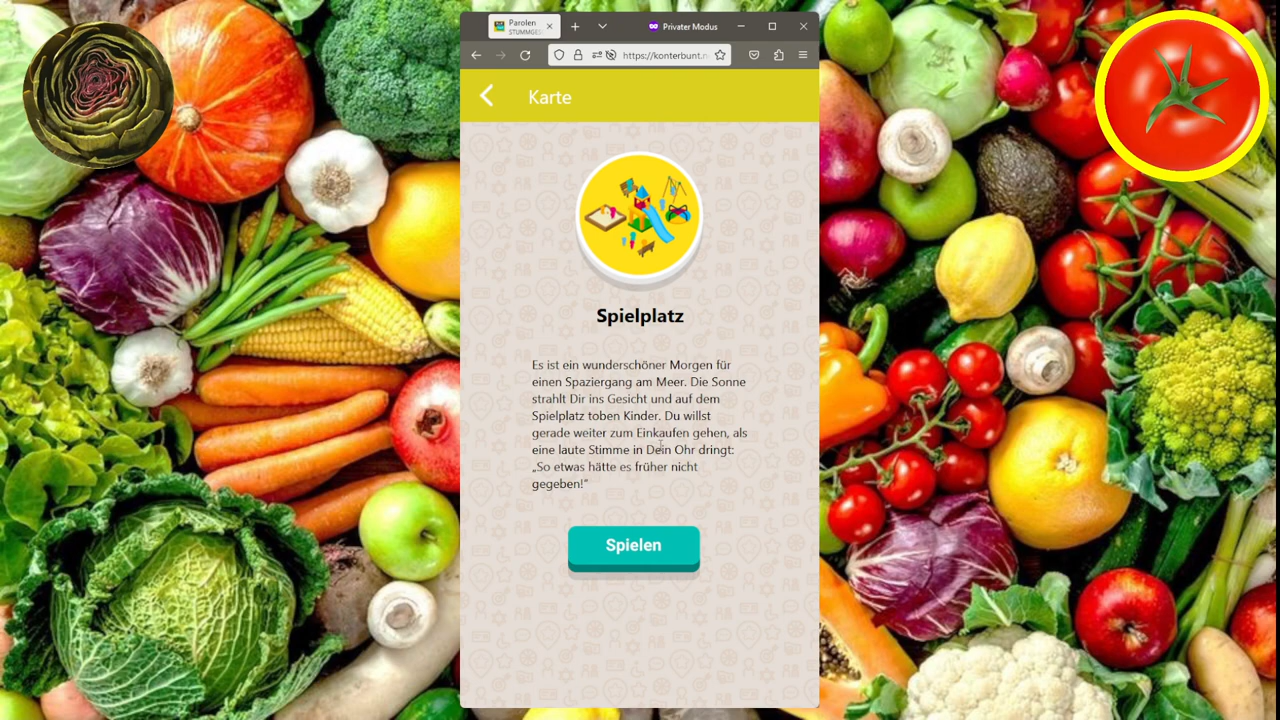 Parolen
STUMMGES
Privater Modus
https://konterbunt.
Karte
Spielplatz
Es ist ein wunderschöner Morgen für
einen Spaziergang am Meer. Die Sonne
strahlt Dir ins Gesicht und auf dem
Spielplatz toben Kinder. Du willst
gerade weiter zum Einkaufen gehen, als
eine laute Stimme in Dein Ohr dringt:
„So etwas hätte es früher nicht
gegeben!“
Spielen